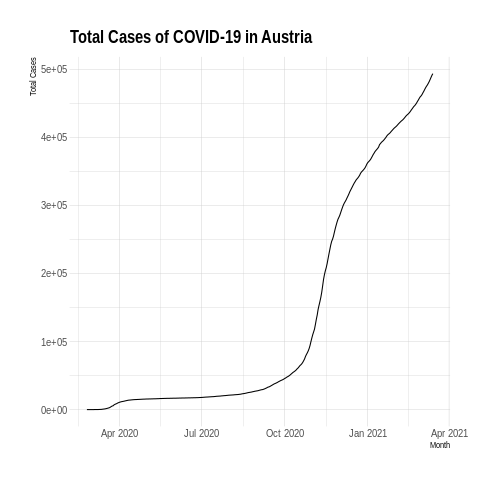 Total Cases of COVID-19 in Austria
Total Cases
5e+05
4e+05
3e+05
2e+05
1e+05
0e+00
Apr 2020 Jul 2020 Oct 2020 Jan 2021 Apr 2021
Month